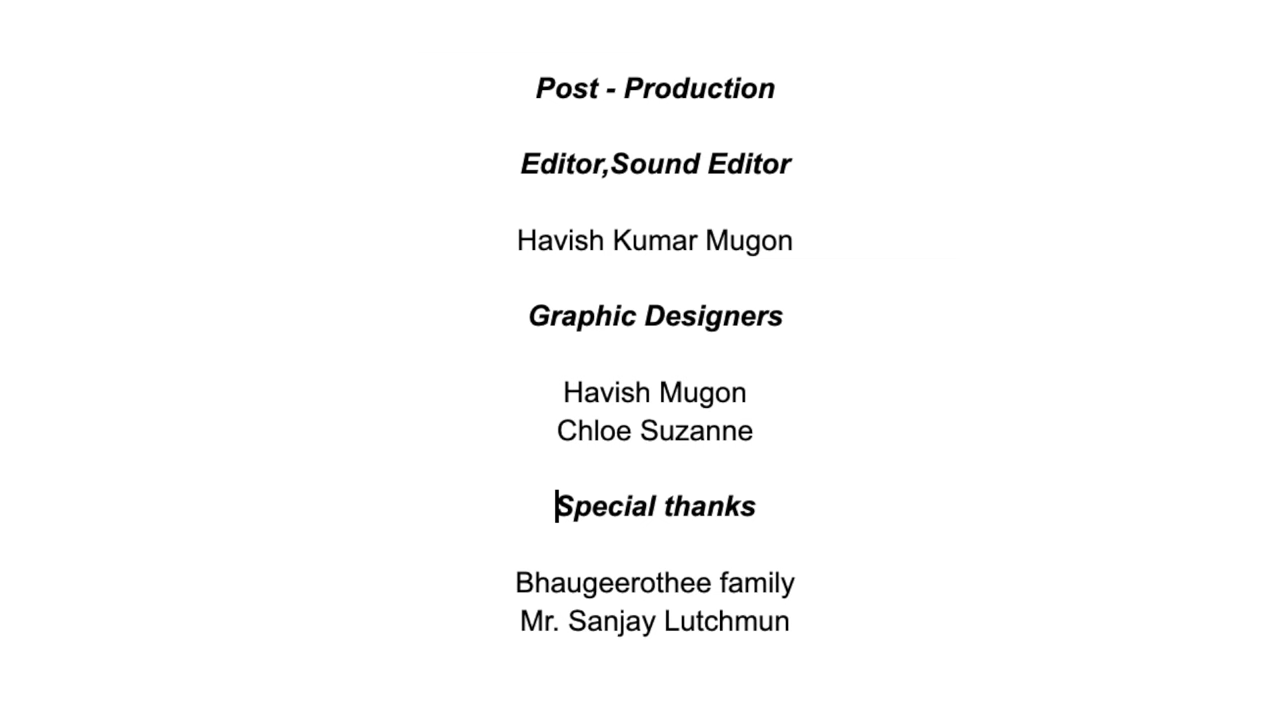 Post - Production
Editor,Sound Editor
Havish Kumar Mugon
Graphic Designers
Havish Mugon
Chloe Suzanne
Special thanks
Bhaugeerothee family
Mr. Sanjay Lutchmun